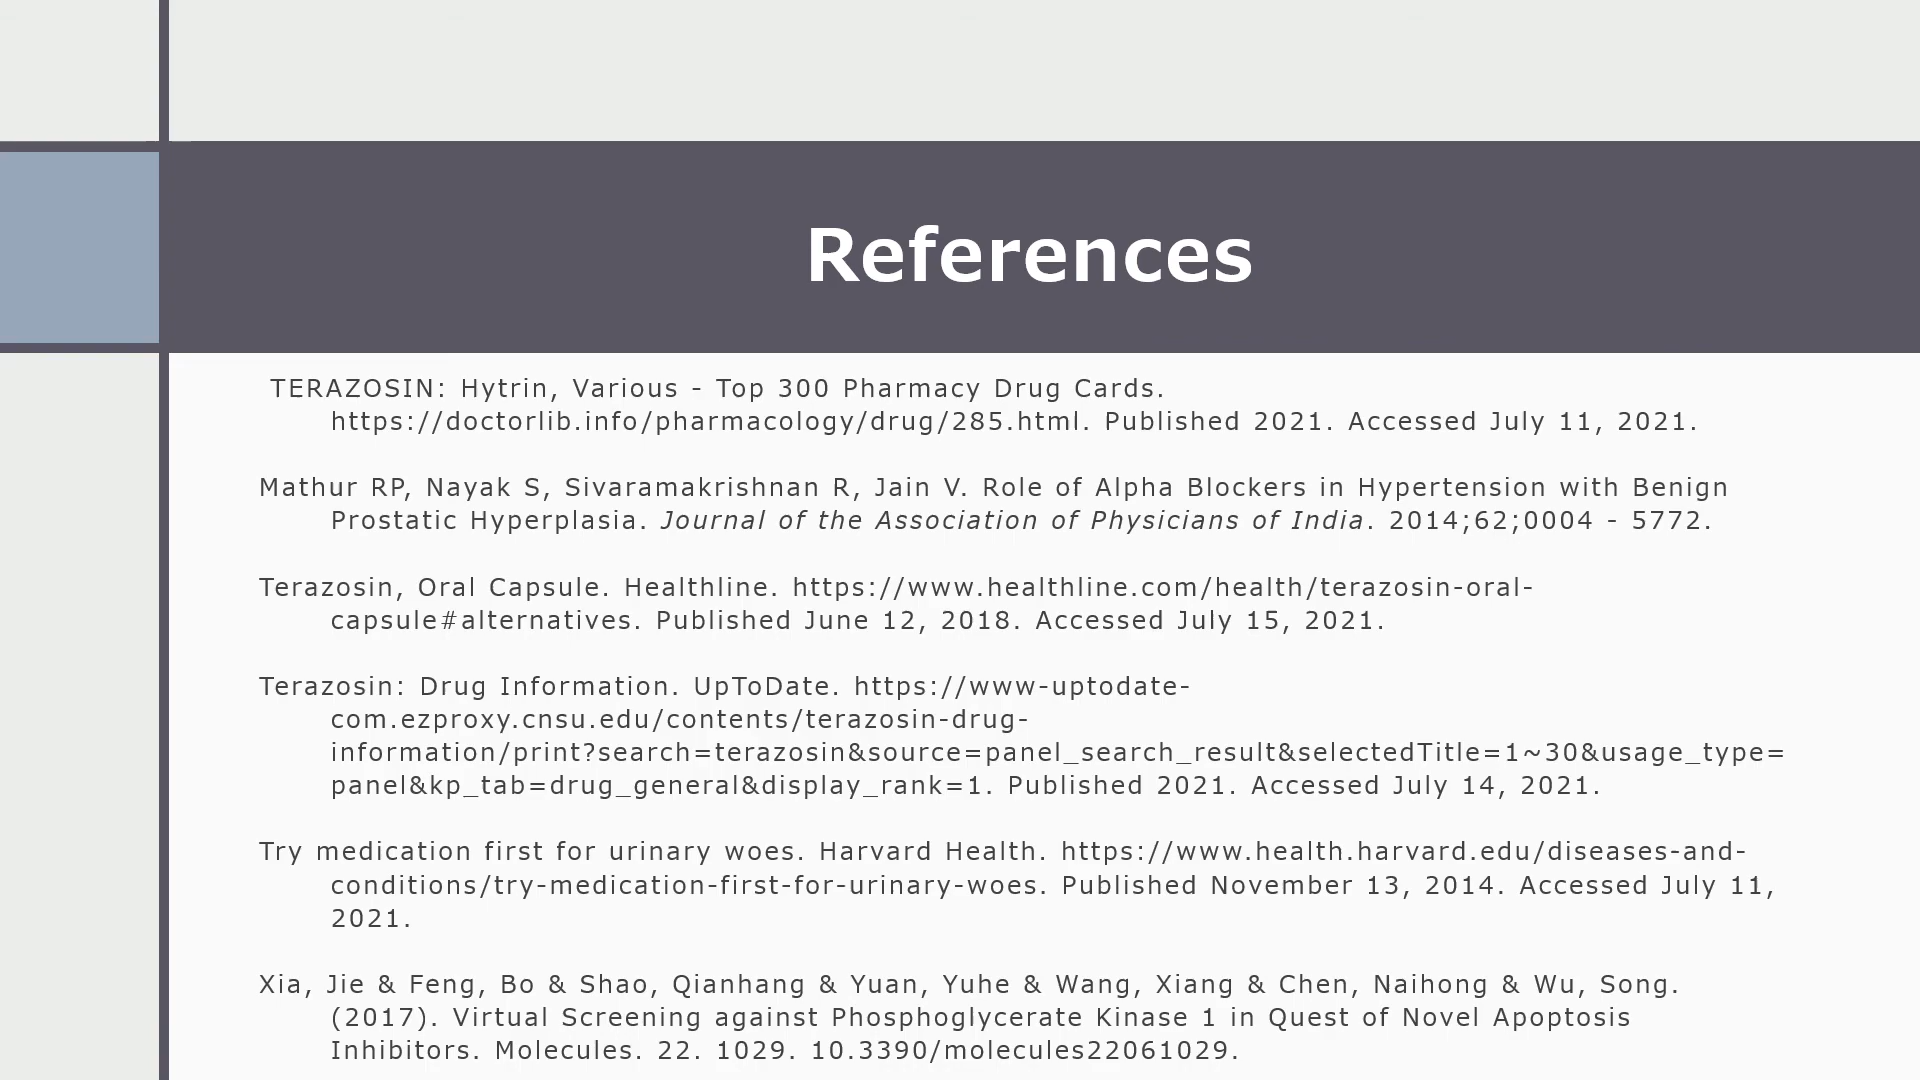 References
TERAZOSIN: Hytrin, Various - Top 300 Pharmacy Drug Cards.
https://doctorlib.info/pharmacology/drug/285.html. Published 2021. Accessed July 11, 2021.
Mathur RP, Nayak S, Sivaramakrishnan R, Jain V. Role of Alpha Blockers in Hypertension with Benign
Prostatic Hyperplasia. Journal of the Association of Physicians of India. 2014;62;0004 - 5772.
Terazosin, Oral Capsule. Healthline. https://www.healthline.com/health/terazosin-oral-
capsule#alternatives. Published June 12, 2018. Accessed July 15, 2021.
Terazosin: Drug Information. UpToDate. https://www-uptodate-
com.ezproxy.cnsu.edu/contents/terazosin-drug-
information/print?search=terazosin&source=panel_search_result&selectedTitle=1~30&usage_type=
panel&kp_tab=drug_general&display_rank=1. Published 2021. Accessed July 14, 2021.
Try medication first for urinary woes. Harvard Health. https://www.health.harvard.edu/diseases-and-
conditions/try-medication-first-for-urinary-woes. Published November 13, 2014. Accessed July 11,
2021.
Xia, Jie & Feng, Bo & Shao, Qianhang & Yuan, Yuhe & Wang, Xiang & Chen, Naihong & Wu, Song.
(2017). Virtual Screening against Phosphoglycerate Kinase 1 in Quest of Novel Apoptosis
Inhibitors. Molecules. 22. 1029. 10.3390/molecules22061029.